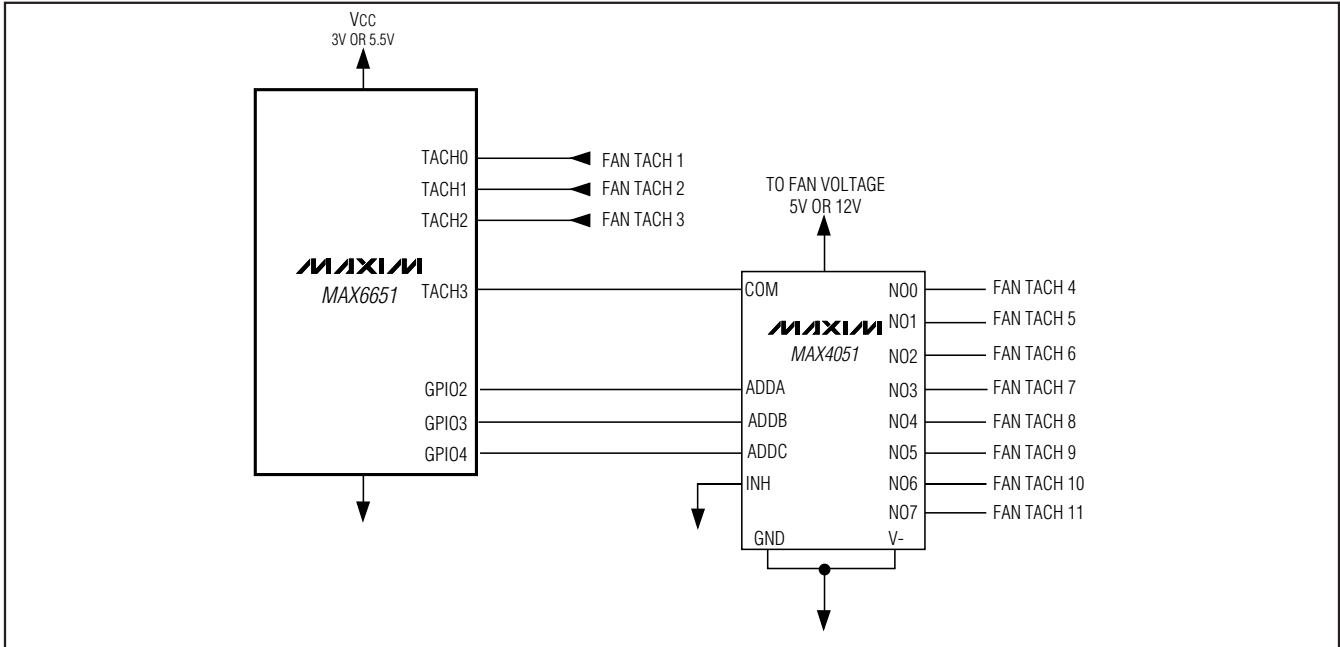 VCC
3V OR 5.5V
TACH0
FAN TACH 1
TACH1
FAN TACH 2
TACH2
FAN TACH 3
MAXIM
MAX6651
TACH3
GPIO2
GPIO3
GPIO4
TO FAN VOLTAGE
5V OR 12V
COM
NO0
FAN TACH 4
MAXIM
MAX4051
NO1
FAN TACH 5
NO2
FAN TACH 6
ADDA
NO3
FAN TACH 7
ADDB
NO4
FAN TACH 8
ADDC
NO5
FAN TACH 9
INH
NO6
FAN TACH 10
NO7
FAN TACH 11
GND
V-